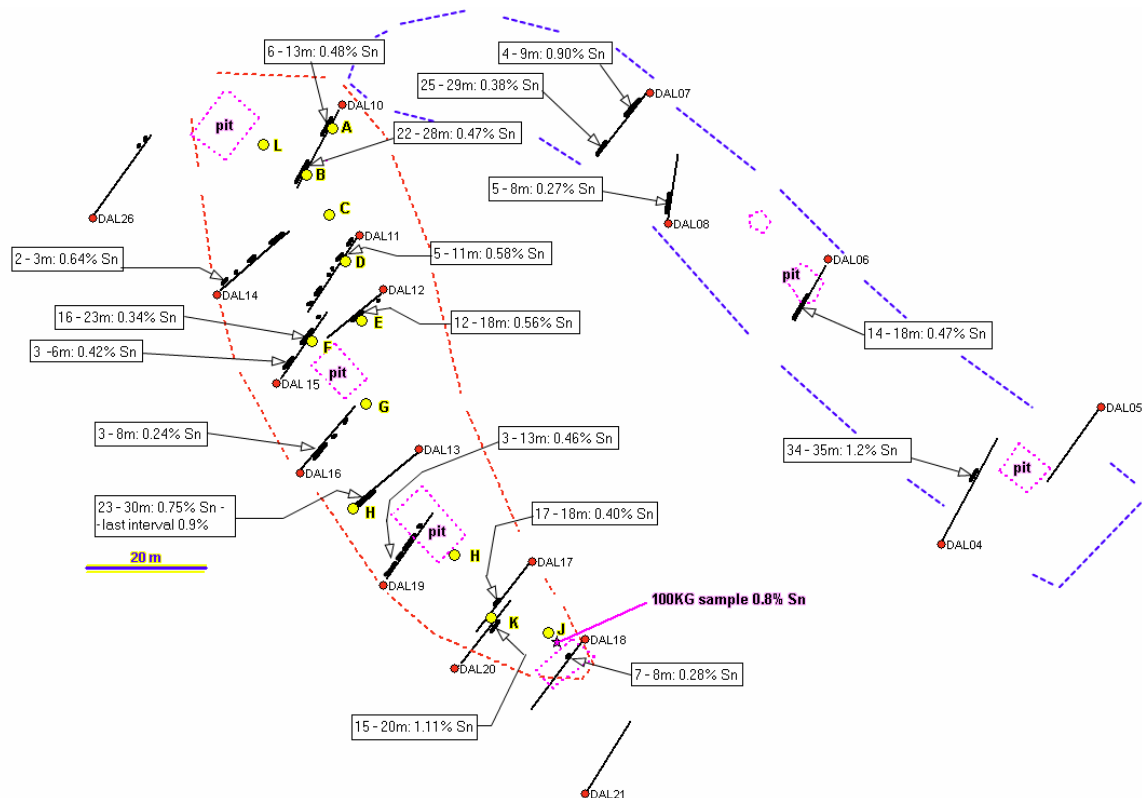 6 - 13m: 0.48% Sn
4 - 9m: 0.90% Sn
25 - 29m: 0.38% Sn
DAL07
DAL10
pit
A
L
22 - 28m: 0.47% Sn
B
5 - 8m: 0.27% Sn
C
DAL26
DAL08
DAL11
2 - 3m: 0.64% Sn
5 - 11m: 0.58% Sn
D
DAL06
pit
DAL14
DAL12
16 - 23m: 0.34% Sn
E
12 - 18m: 0.56% Sn
14 - 18m: 0.47% Sn
F
3 -6m: 0.42% Sn
pit
DAL 15
G
DAL05
3 - 8m: 0.24% Sn
3 - 13m: 0.46% Sn
DAL13
34 - 35m: 1.2% Sn
pit
DAL16
23 - 30m: 0.75% Sn -
- last interval 0.9%
H
17 - 18m: 0.40% Sn
pit
DAL04
20 m
H
DAL17
DAL19
100KG sample 0.8% Sn
K
J
DAL18
DAL20
7 - 8m: 0.28% Sn
15 - 20m: 1.11% Sn
DAL21